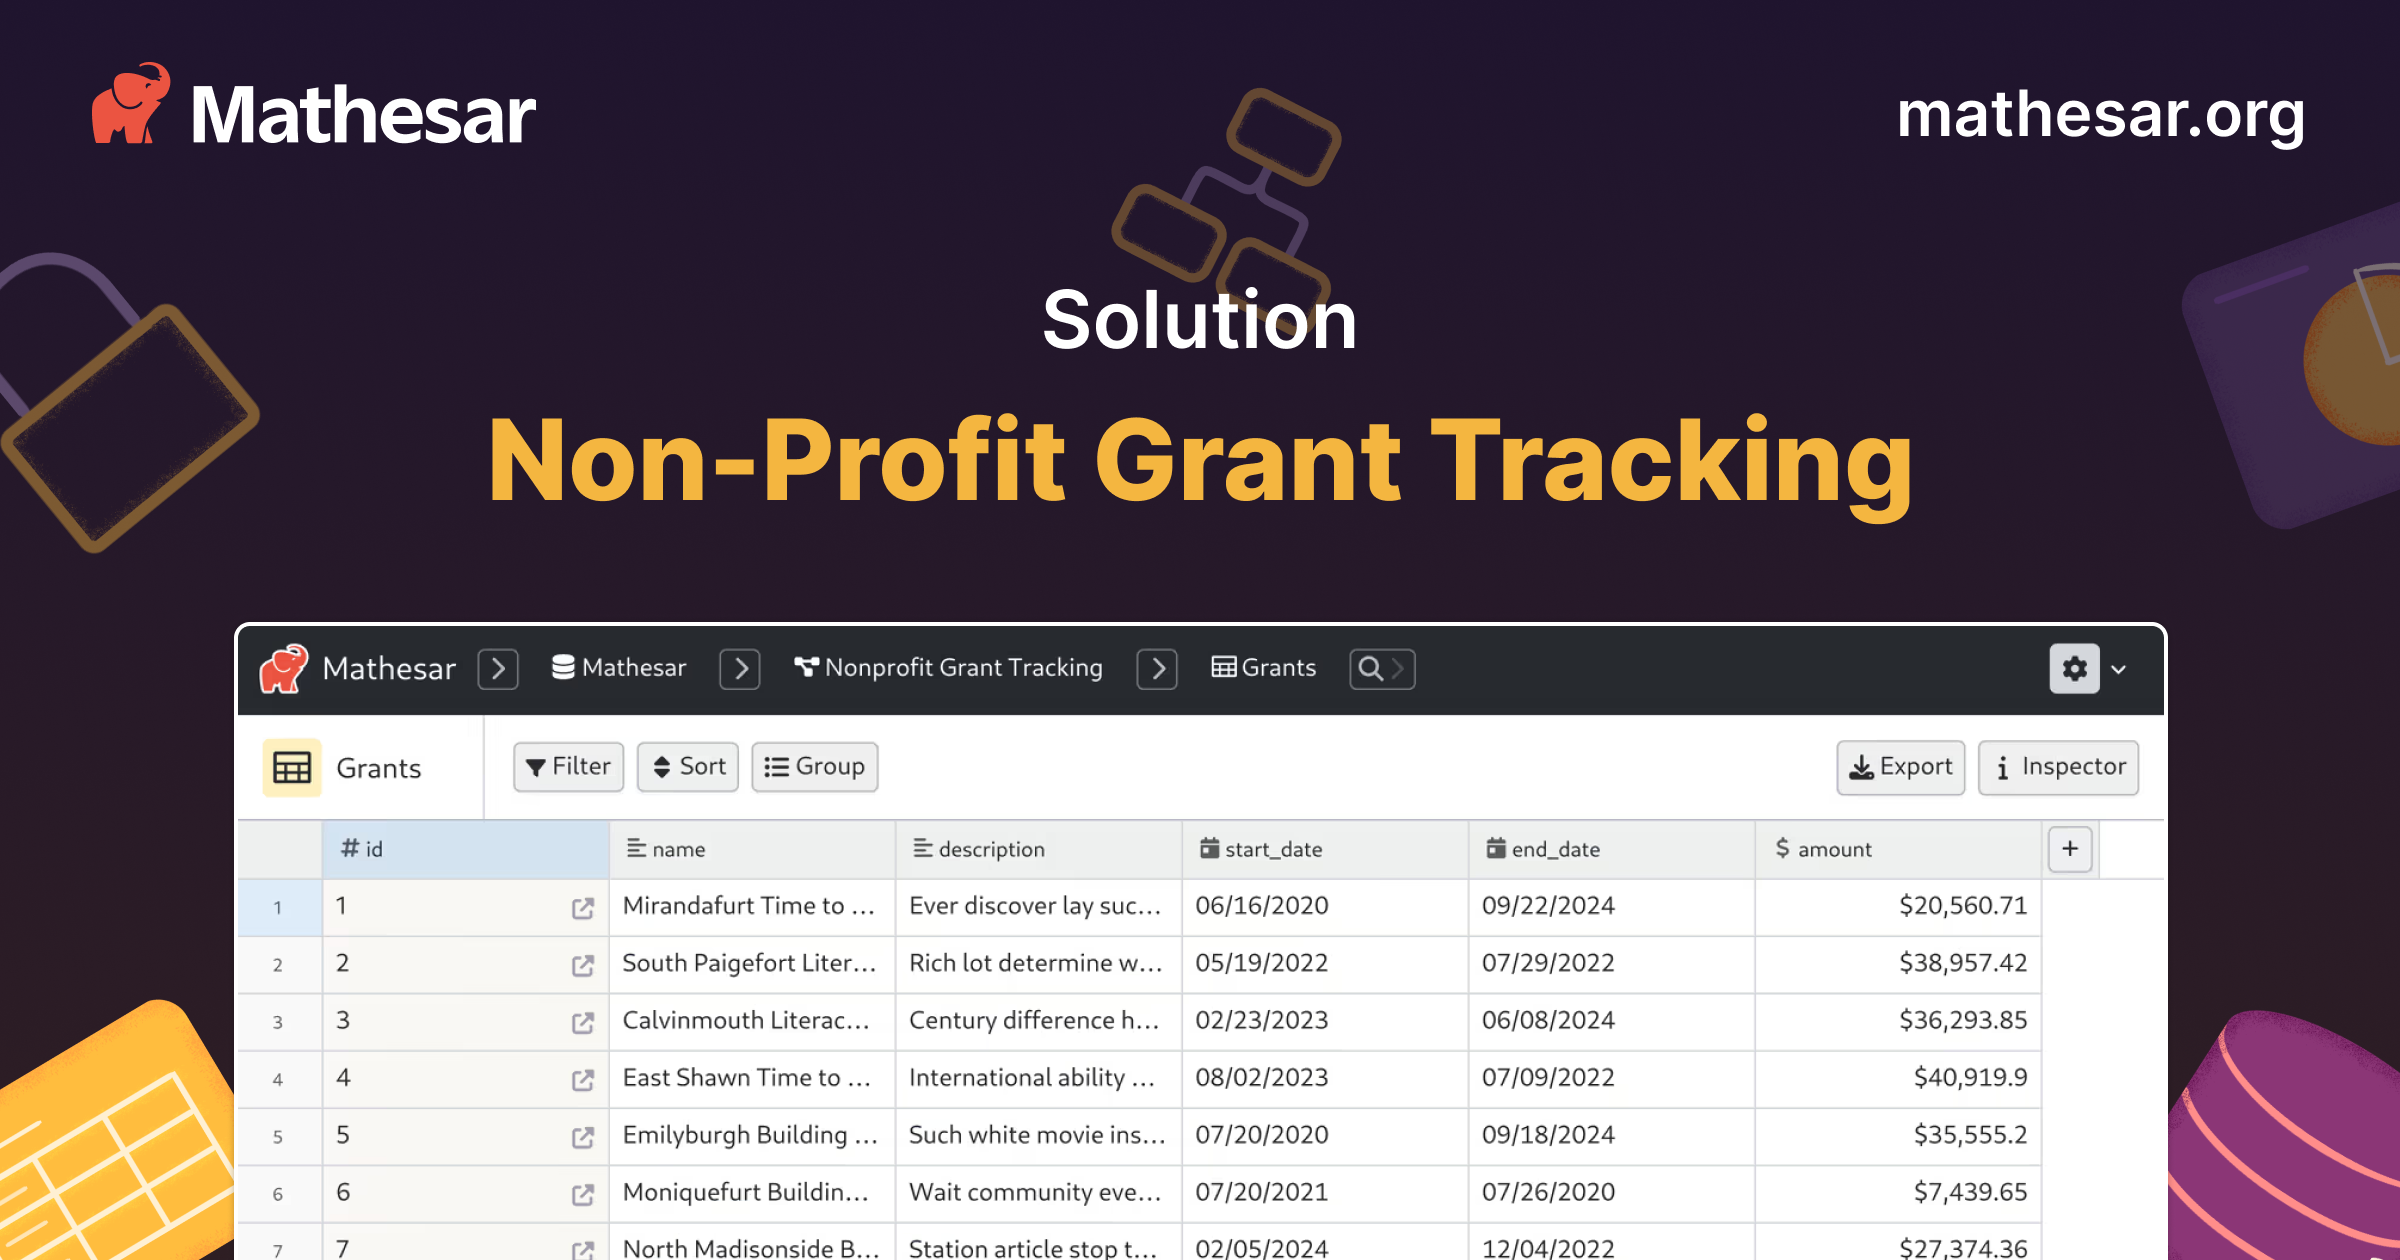 Mathesar
mathesar.org
Solution
Non-Profit Grant Tracking
Mathesar Mathesar Nonprofit Grant Tracking Grants
Grants Filter Sort Group Export Inspector
# id name description start_date end_date $ amount +
1 1 Mirandafurt Time to ... Ever discover lay suc... 06/16/2020 09/22/2024 $20,560.71
2 2 South Paigefort Liter... Rich lot determine w... 05/19/2022 07/29/2022 $38,957.42
3 3 Calvinmouth Literac... Century difference h... 02/23/2023 06/08/2024 $36,293.85
4 4 East Shawn Time to ... International ability ... 08/02/2023 07/09/2022 $40,919.9
5 5 Emilyburgh Building ... Such white movie ins... 07/20/2020 09/18/2024 $35,555.2
6 6 Moniquefurt Buildin... Wait community eve... 07/20/2021 07/26/2020 $7,439.65
7 7 North Madisonside B... Station article stop t... 02/05/2024 12/04/2022 $27,374.36